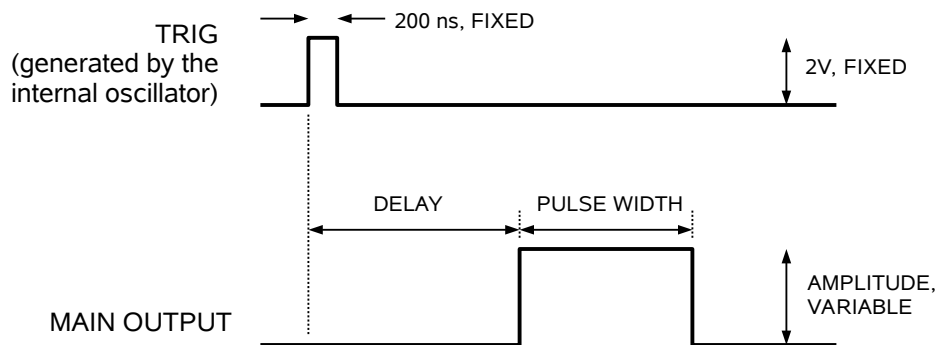 200 ns, FIXED
TRIG
(generated by the
internal oscillator)
2V, FIXED
DELAY
PULSE WIDTH
AMPLITUDE,
VARIABLE
MAIN OUTPUT